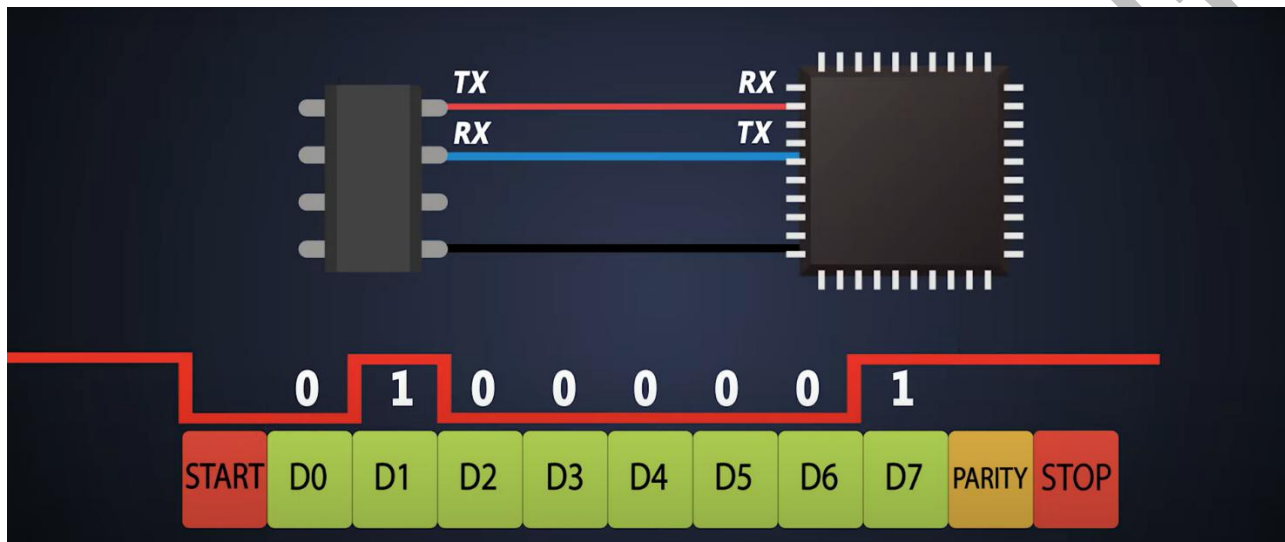 TX RX
RX TX
0 1 0 0 0 0 0 1
START D0 D1 D2 D3 D4 D5 D6 D7 PARITY STOP